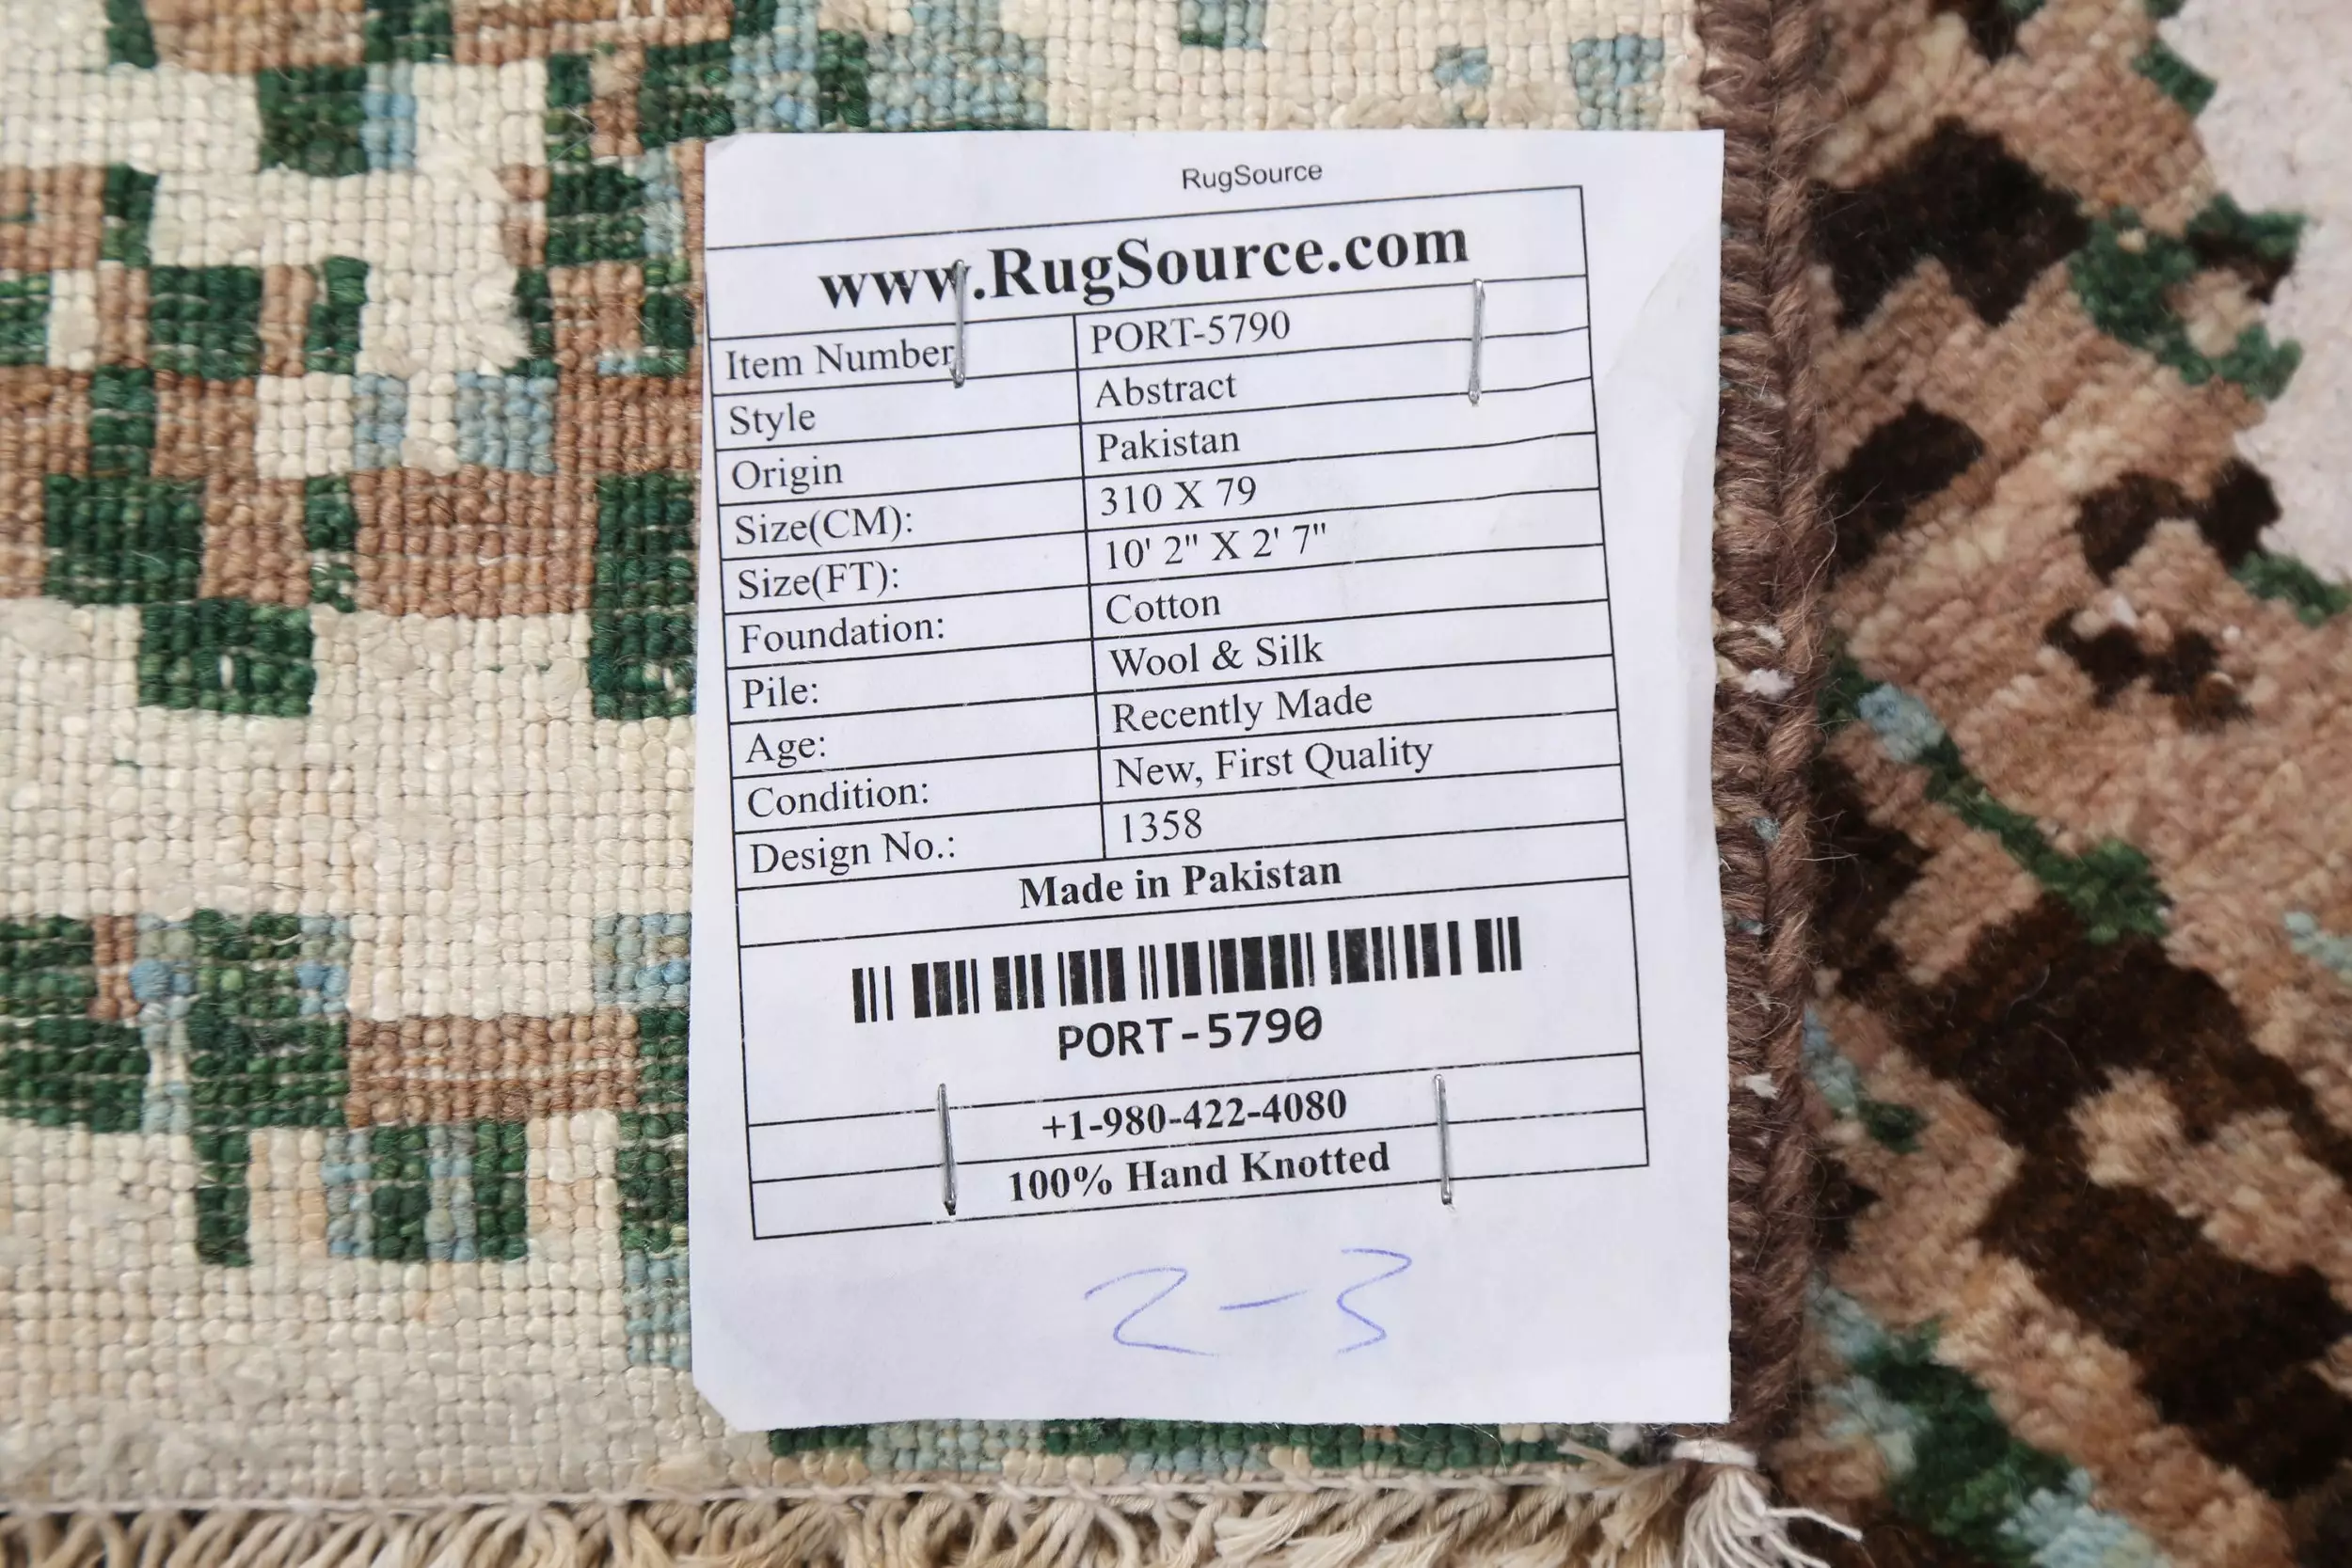 RugSource
www.RugSource.com
Item Number PORT-5790
Style Abstract
Origin Pakistan
Size(CM): 310 X 79
Size(FT): 10' 2" X 2' 7"
Foundation: Cotton
Pile: Wool & Silk
Age: Recently Made
Condition: New, First Quality
Design No.: 1358
Made in Pakistan
PORT-5790
+1-980-422-4080
100% Hand Knotted
2-3